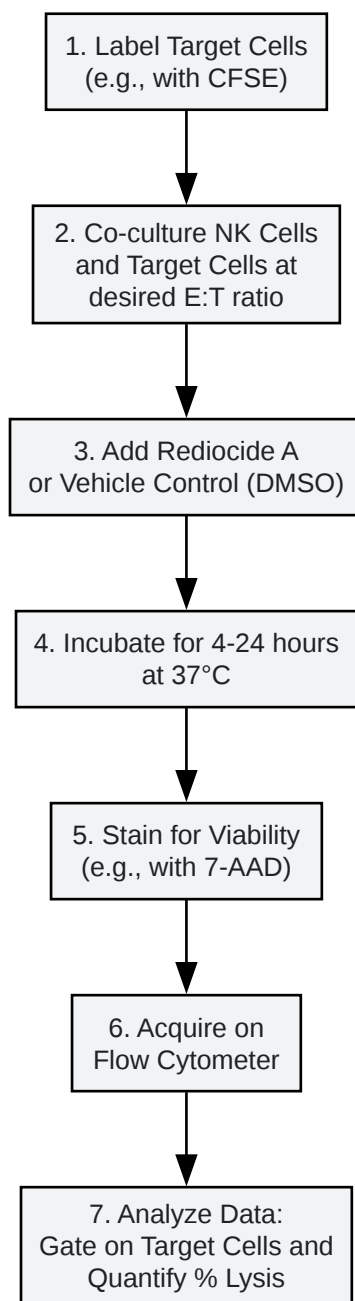 1. Label Target Cells
(e.g., with CFSE)
2. Co-culture NK Cells
and Target Cells at
desired E:T ratio
3. Add Rediocide A
or Vehicle Control (DMSO)
4. Incubate for 4-24 hours
at 37°C
5. Stain for Viability
(e.g., with 7-AAD)
6. Acquire on
Flow Cytometer
7. Analyze Data:
Gate on Target Cells and
Quantify % Lysis